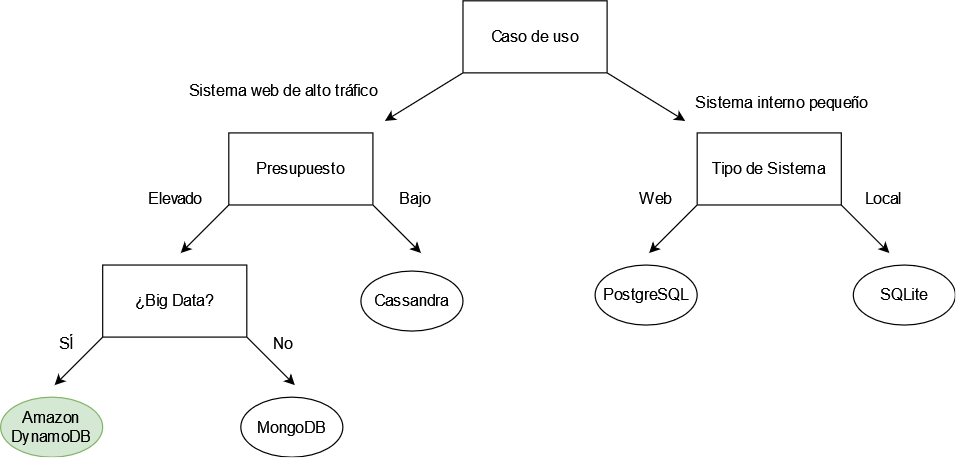 Caso de uso
Sistema web de alto tráfico
Sistema interno pequeño
Presupuesto
Tipo de Sistema
Elevado
Bajo
Web
Local
¿Big Data?
Cassandra
PostgreSQL
SQLite
SÍ
No
Amazon
DynamoDB
MongoDB